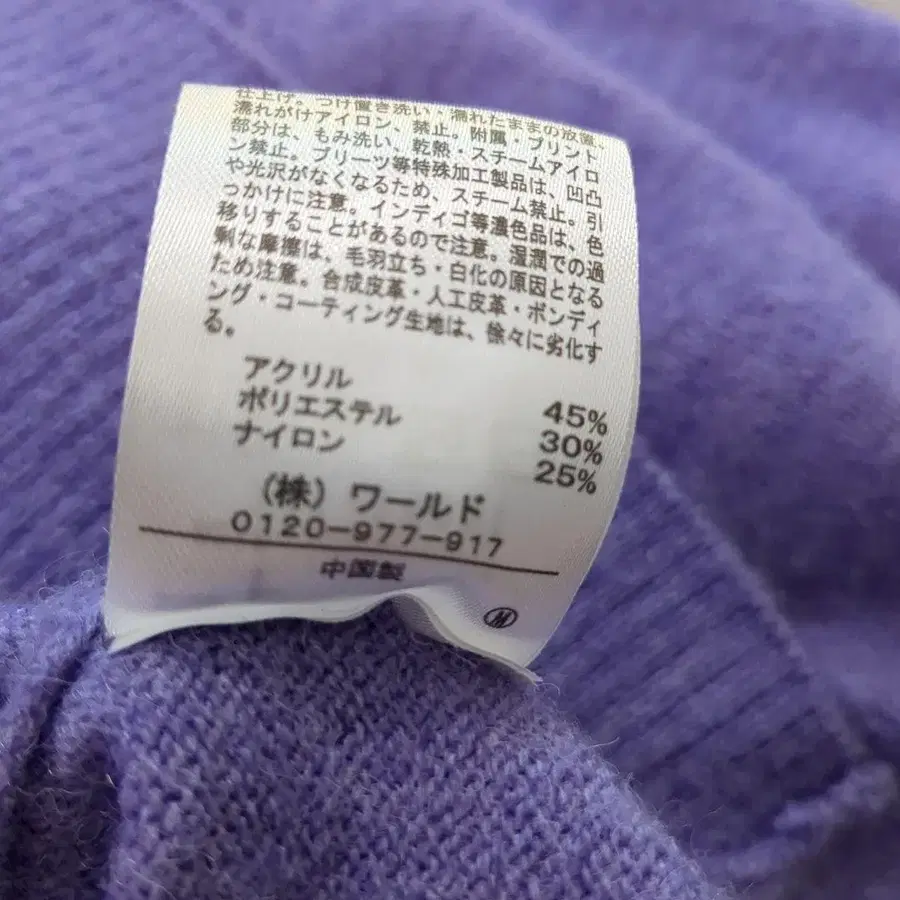 仕上げ。つけ置き洗い・濡れたままの放置、
濡れがけアイロン、禁止。附属・プリント
部分は、もみ洗い、乾熱・スチームアイロ
ン禁止。プリーツ等特殊加工製品は、凹凸
や光沢がなくなるため、スチーム禁止。引
っかけに注意。インディゴ等濃色品は、色
移りすることがあるので注意。湿潤での過
剰な摩擦は、毛羽立ち・白化の原因となる
ため注意。合成皮革・人工皮革・ボンディ
ング・コーティング生地は、徐々に劣化す
る。
アクリル 45%
ポリエステル 30%
ナイロン 25%
（株）ワールド
0120-977-917
中国製
M